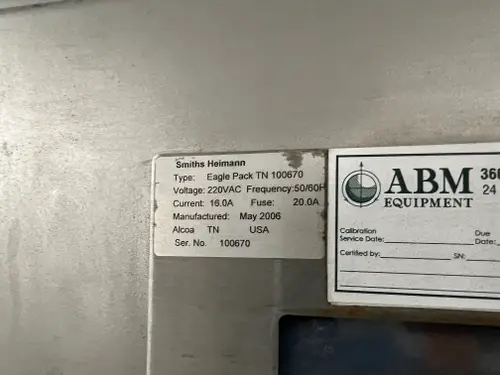 Smiths Heimann
Type: Eagle Pack TN 100670
Voltage: 220VAC Frequency:50/60H
Current: 16.0A Fuse: 20.0A
Manufactured: May 2006
Alcoa TN USA
Ser. No. 100670
ABM
EQUIPMENT
360
24
Calibration
Service Date:
Due
Date:
Certified by:
SN: